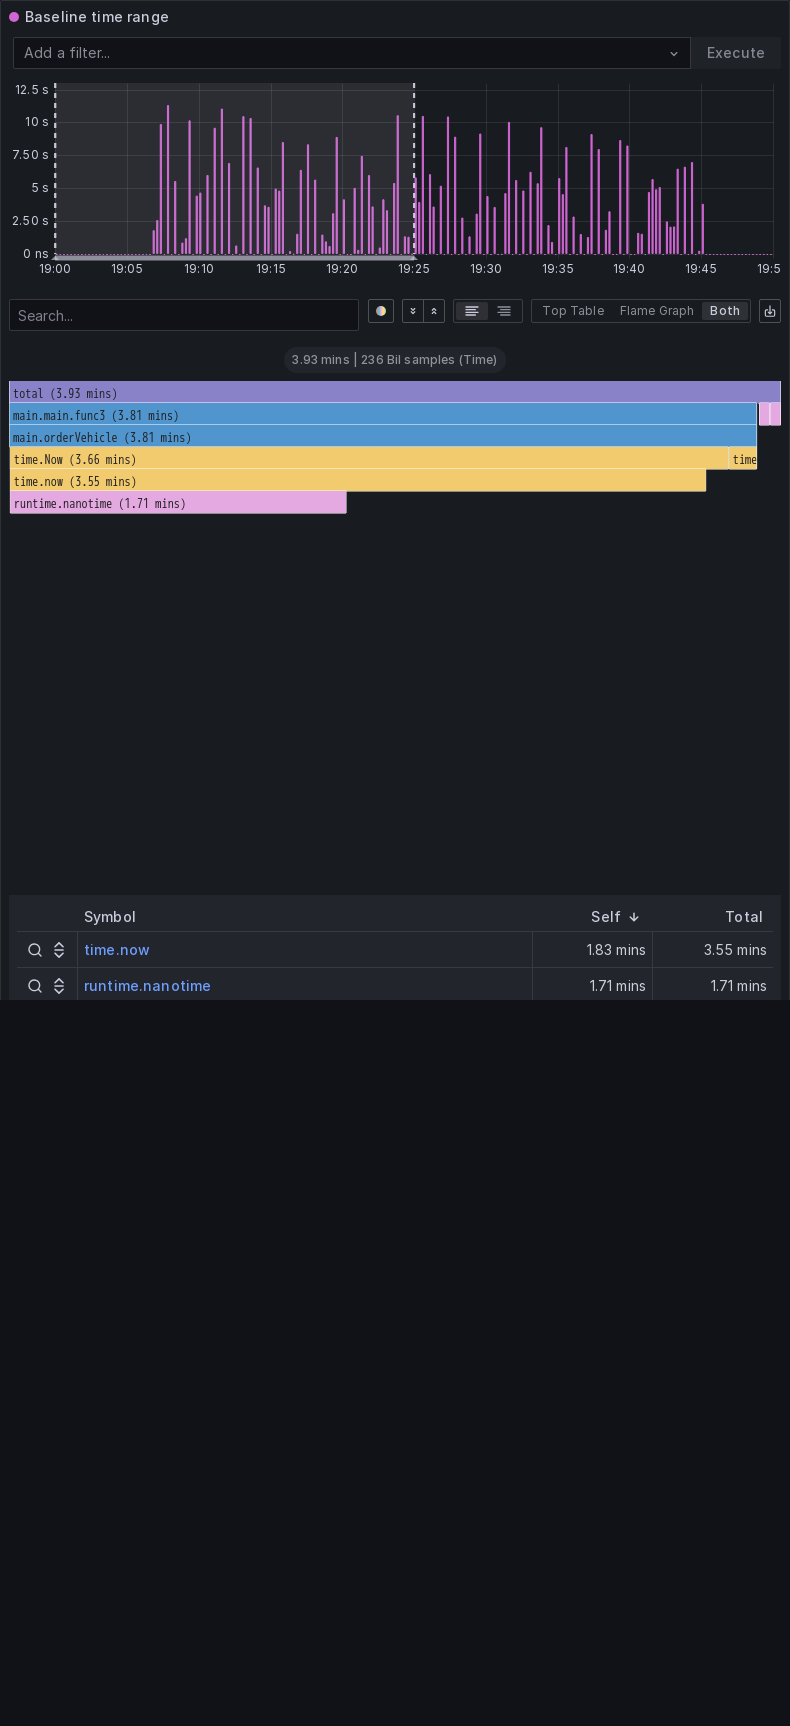 Baseline time range
Add a filter...
Execute
12.5 s
10 s
7.50 s
5 s
2.50 s
0 ns
19:00 19:05 19:10 19:15 19:20 19:25 19:30 19:35 19:40 19:45 19:5
Search...
Top Table Flame Graph Both
3.93 mins | 236 Bil samples (Time)
total (3.93 mins)
main.main.func3 (3.81 mins)
main.orderVehicle (3.81 mins)
time.Now (3.66 mins) time
time.now (3.55 mins)
runtime.nanotime (1.71 mins)
Symbol Self Total
time.now 1.83 mins 3.55 mins
runtime.nanotime 1.71 mins 1.71 mins